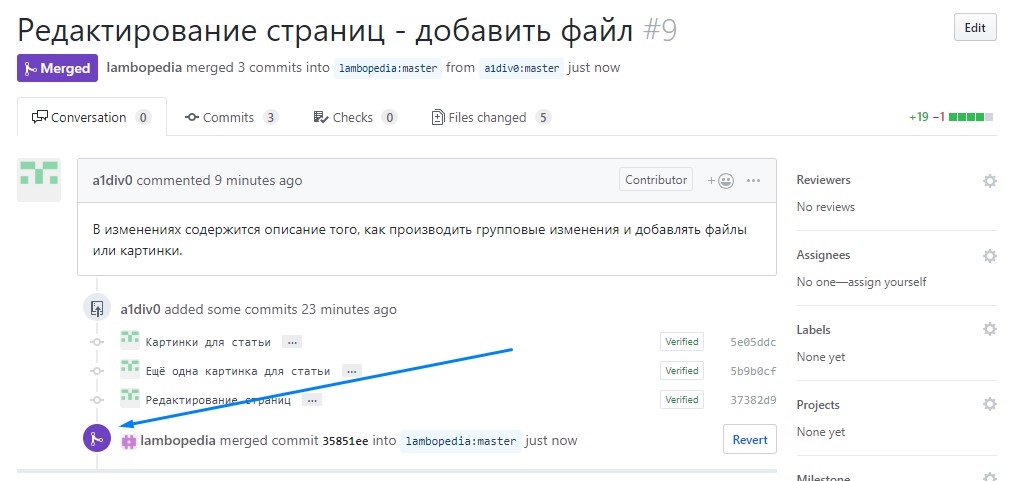 Редактирование страниц - добавить файл #9
Edit
Merged lambopedia merged 3 commits into lambopedia:master from a1div0:master just now
Conversation 0 Commits 3 Checks 0 Files changed 5 +19 −1
a1div0 commented 9 minutes ago Contributor + ...
В изменениях содержится описание того, как производить групповые изменения и добавлять файлы
или картинки.
a1div0 added some commits 23 minutes ago
Картинки для статьи ... Verified 5e05ddc
Ещё одна картинка для статьи ... Verified 5b9b0cf
Редактирование страниц ... Verified 37382d9
lambopedia merged commit 35851ee into lambopedia:master just now Revert
Reviewers
No reviews
Assignees
No one—assign yourself
Labels
None yet
Projects
None yet
Milestone